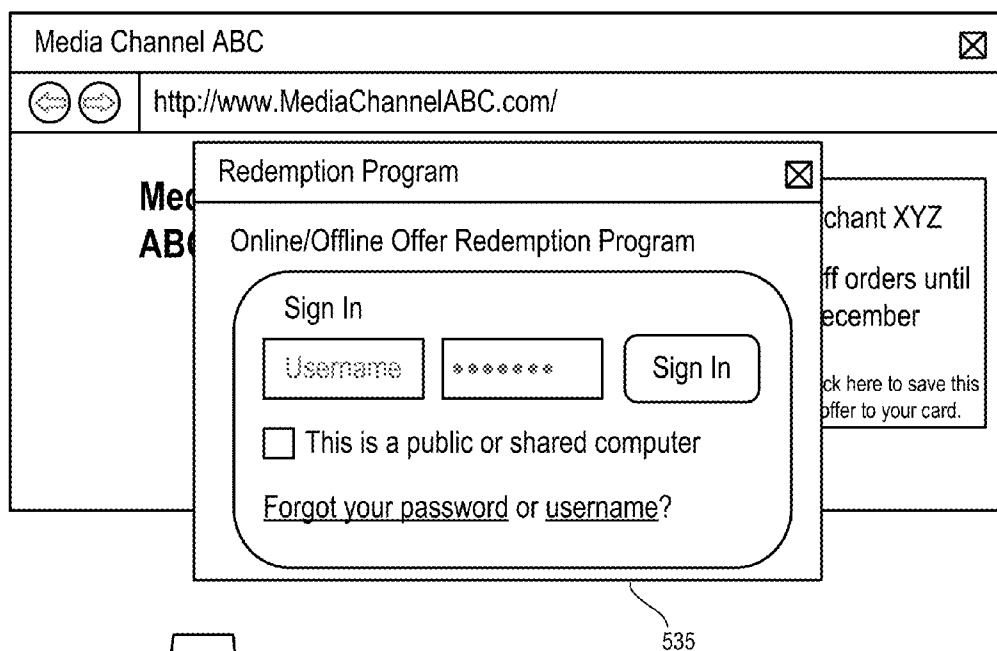 Media Channel ABC
http://www.MediaChannelABC.com/
Redemption Program
Online/Offline Offer Redemption Program
Med
ABC
chant XYZ
ff orders until
ecember
ck here to save this
offer to your card.
Sign In
Username ******* Sign In
This is a public or shared computer
Forgot your password or username?
535